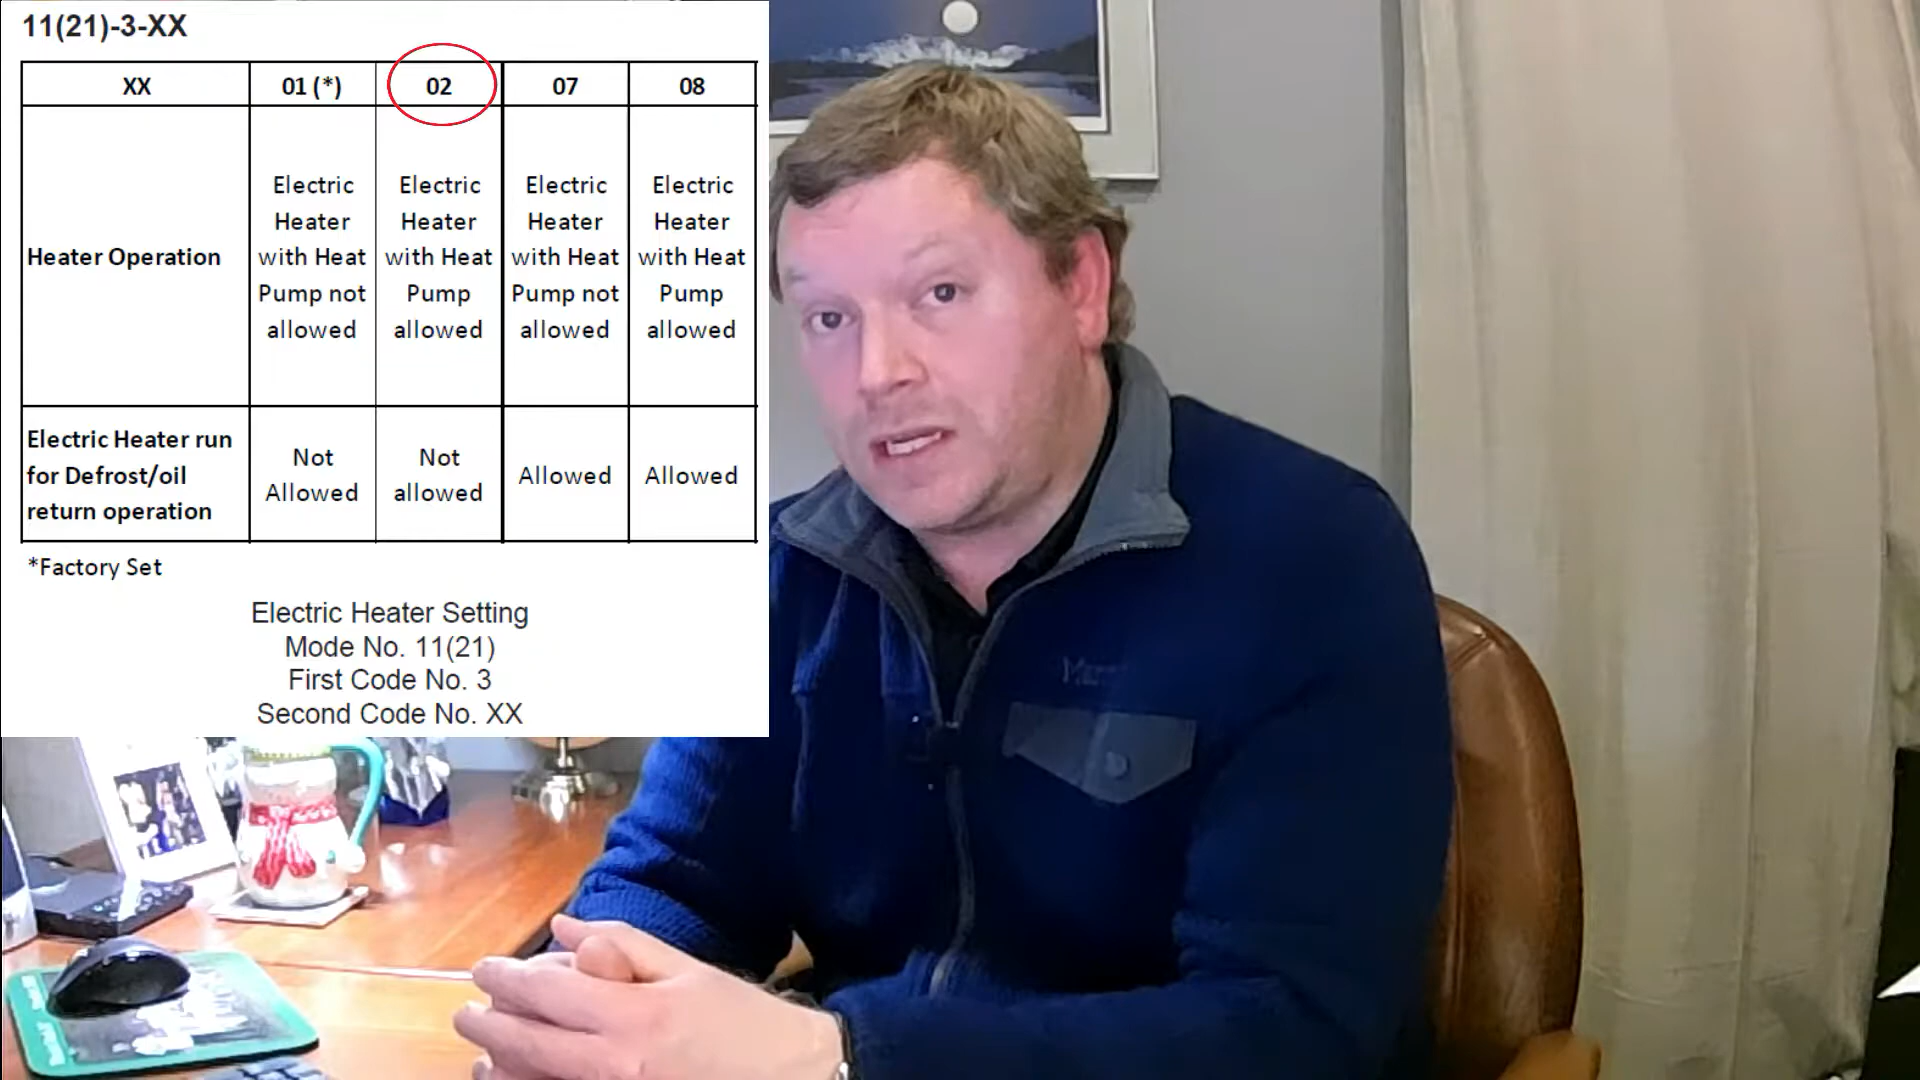 11(21)-3-XX
XX 01 (*) 02 07 08
Heater Operation
Electric
Heater
with Heat
Pump not
allowed
Electric
Heater
with Heat
Pump
allowed
Electric
Heater
with Heat
Pump not
allowed
Electric
Heater
with Heat
Pump
allowed
Electric Heater run
for Defrost/oil
return operation
Not
Allowed
Not
allowed
Allowed
Allowed
*Factory Set
Electric Heater Setting
Mode No. 11(21)
First Code No. 3
Second Code No. XX